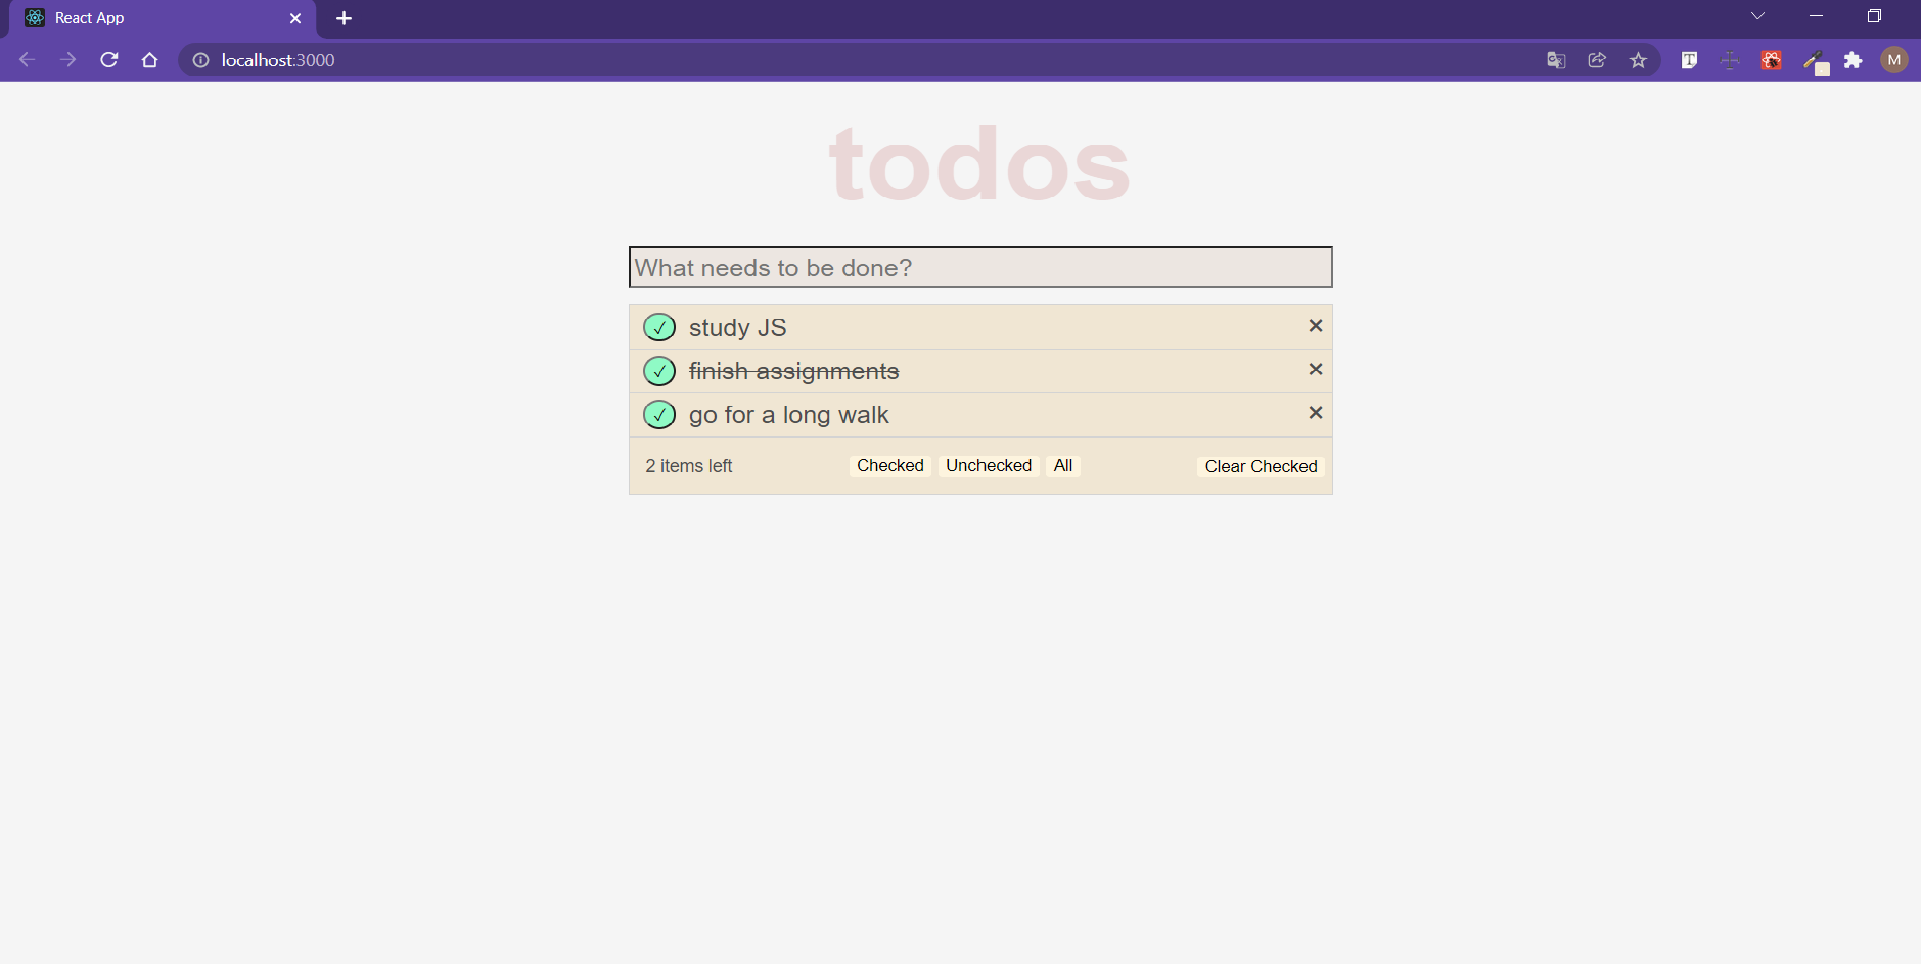 React App
localhost:3000
M
todos
What needs to be done?
✓ study JS ✕
✓ finish assignments ✕
✓ go for a long walk ✕
2 items left Checked Unchecked All Clear Checked